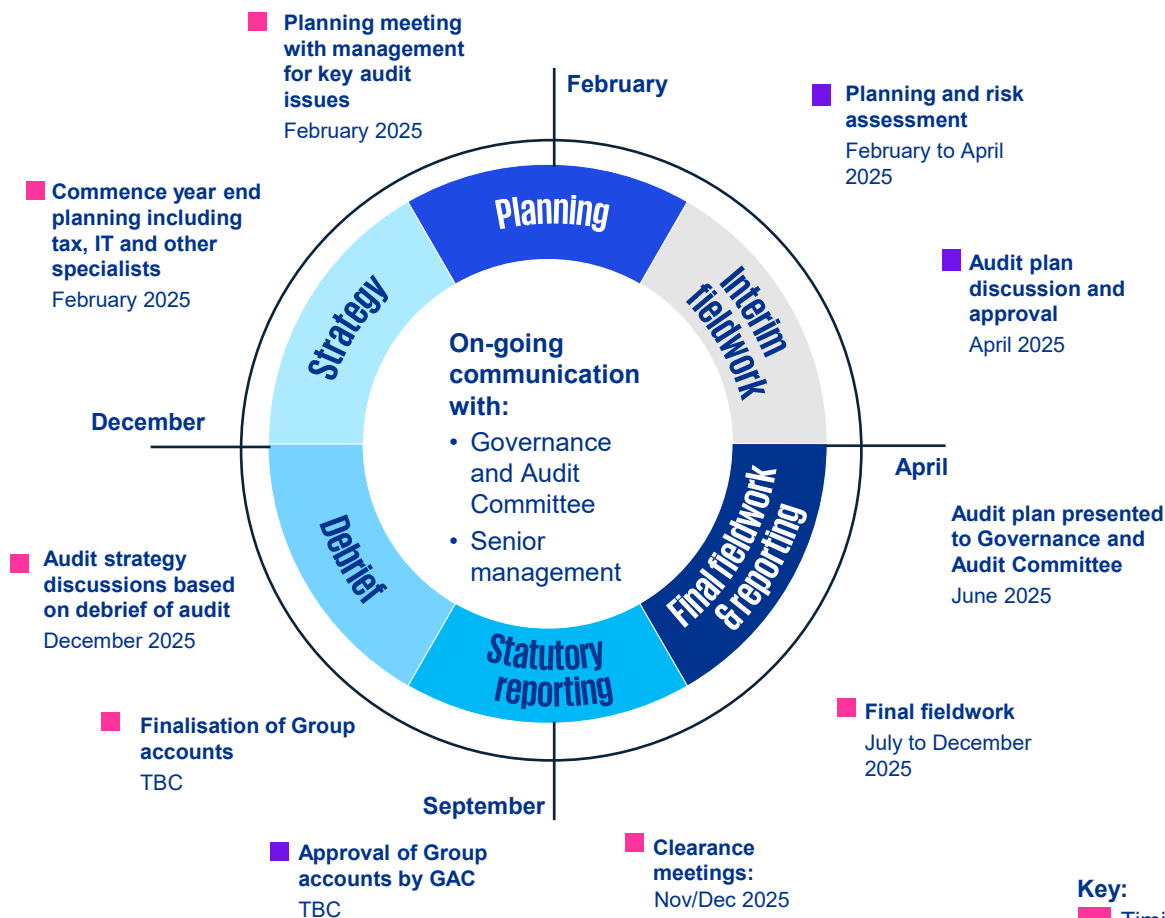 Planning meeting
with management
for key audit
issues
February 2025
February
Planning and risk
assessment
February to April
2025
Commence year end
planning including
tax, IT and other
specialists
February 2025
Planning
Interim
fieldwork
Audit plan
discussion and
approval
April 2025
Strategy
On-going
communication
with:
• Governance
and Audit
Committee
• Senior
management
December
April
Audit plan presented
to Governance and
Audit Committee
June 2025
Final fieldwork
& reporting
Debrief
Audit strategy
discussions based
on debrief of audit
December 2025
Statutory
reporting
Final fieldwork
July to December
2025
Finalisation of Group
accounts
TBC
September
Approval of Group
accounts by GAC
TBC
Clearance
meetings:
Nov/Dec 2025
Key: